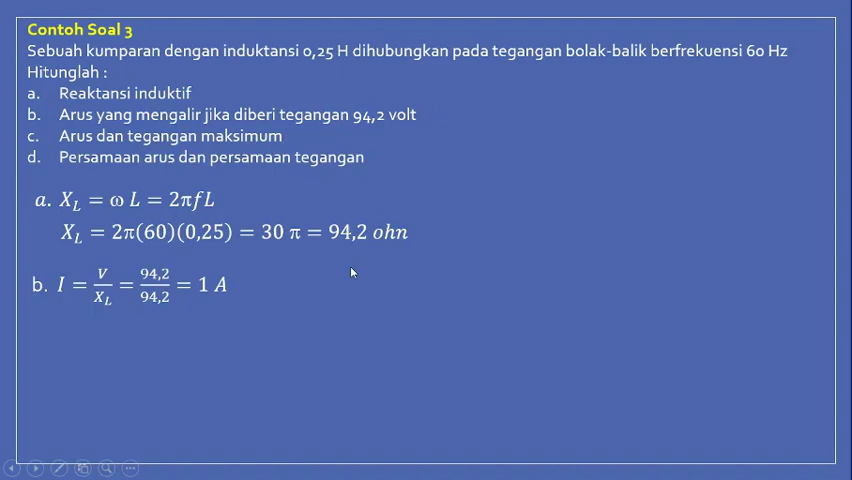 Contoh Soal 3
Sebuah kumparan dengan induktansi 0,25 H dihubungkan pada tegangan bolak-balik berfrekuensi 60 Hz
Hitunglah :
a. Reaktansi induktif
b. Arus yang mengalir jika diberi tegangan 94,2 volt
c. Arus dan tegangan maksimum
d. Persamaan arus dan persamaan tegangan
a. X_L = ω L = 2πfL
X_L = 2π(60)(0,25) = 30 π = 94,2 ohn
b. I = V/X_L = 94,2/94,2 = 1 A